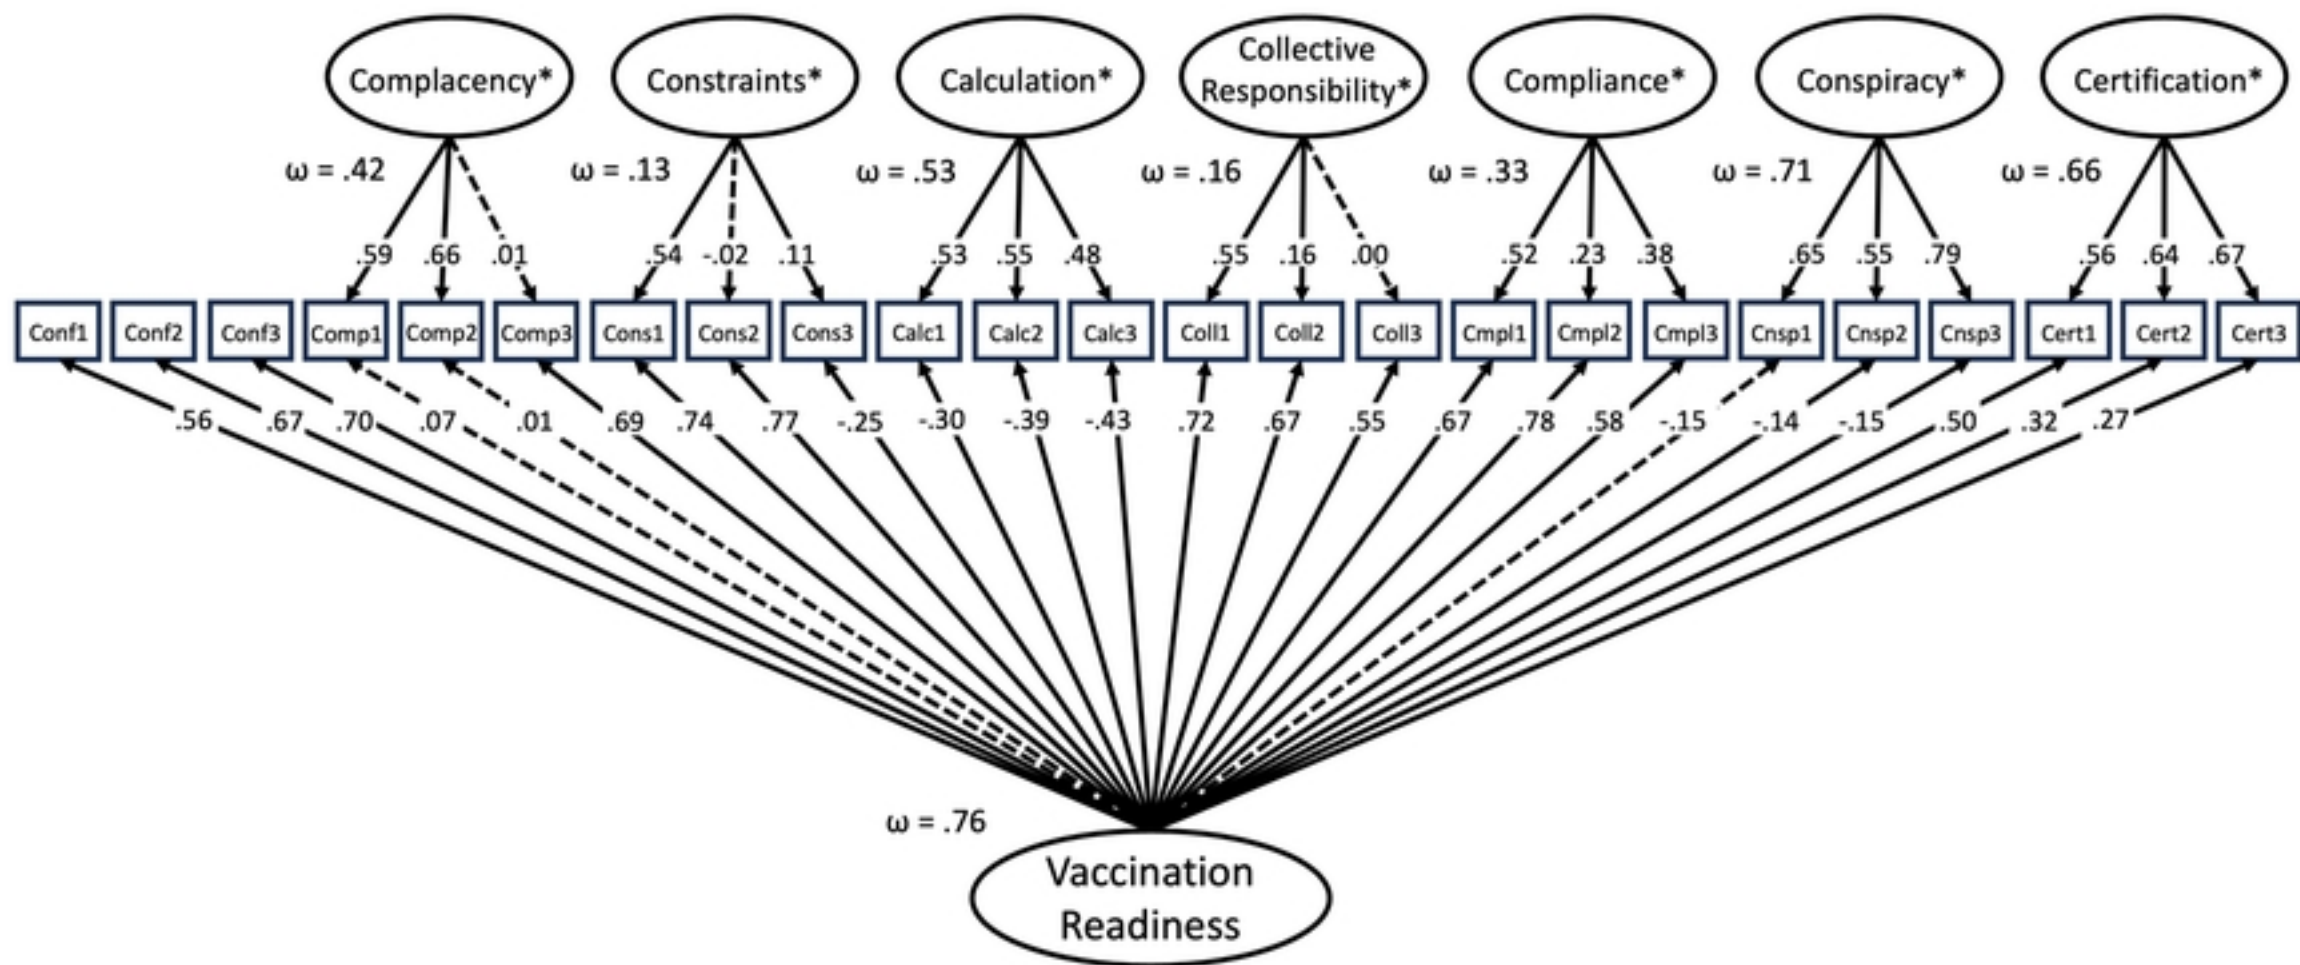 Complacency* Constraints* Calculation* Collective Responsibility* Compliance* Conspiracy* Certification*
ω = .42 ω = .13 ω = .53 ω = .16 ω = .33 ω = .71 ω = .66
.59 .66 .01 .54 -.02 .11 .53 .55 .48 .55 .16 .00 .52 .23 .38 .65 .55 .79 .56 .64 .67
Conf1 Conf2 Conf3 Comp1 Comp2 Comp3 Cons1 Cons2 Cons3 Calc1 Calc2 Calc3 Coll1 Coll2 Coll3 Cmpl1 Cmpl2 Cmpl3 Cnsp1 Cnsp2 Cnsp3 Cert1 Cert2 Cert3
.56 .67 .70 .07 .01 .69 .74 .77 -.25 -.30 -.39 -.43 .72 .67 .55 .67 .78 .58 -.15 -.14 -.15 .50 .32 .27
ω = .76
Vaccination
Readiness